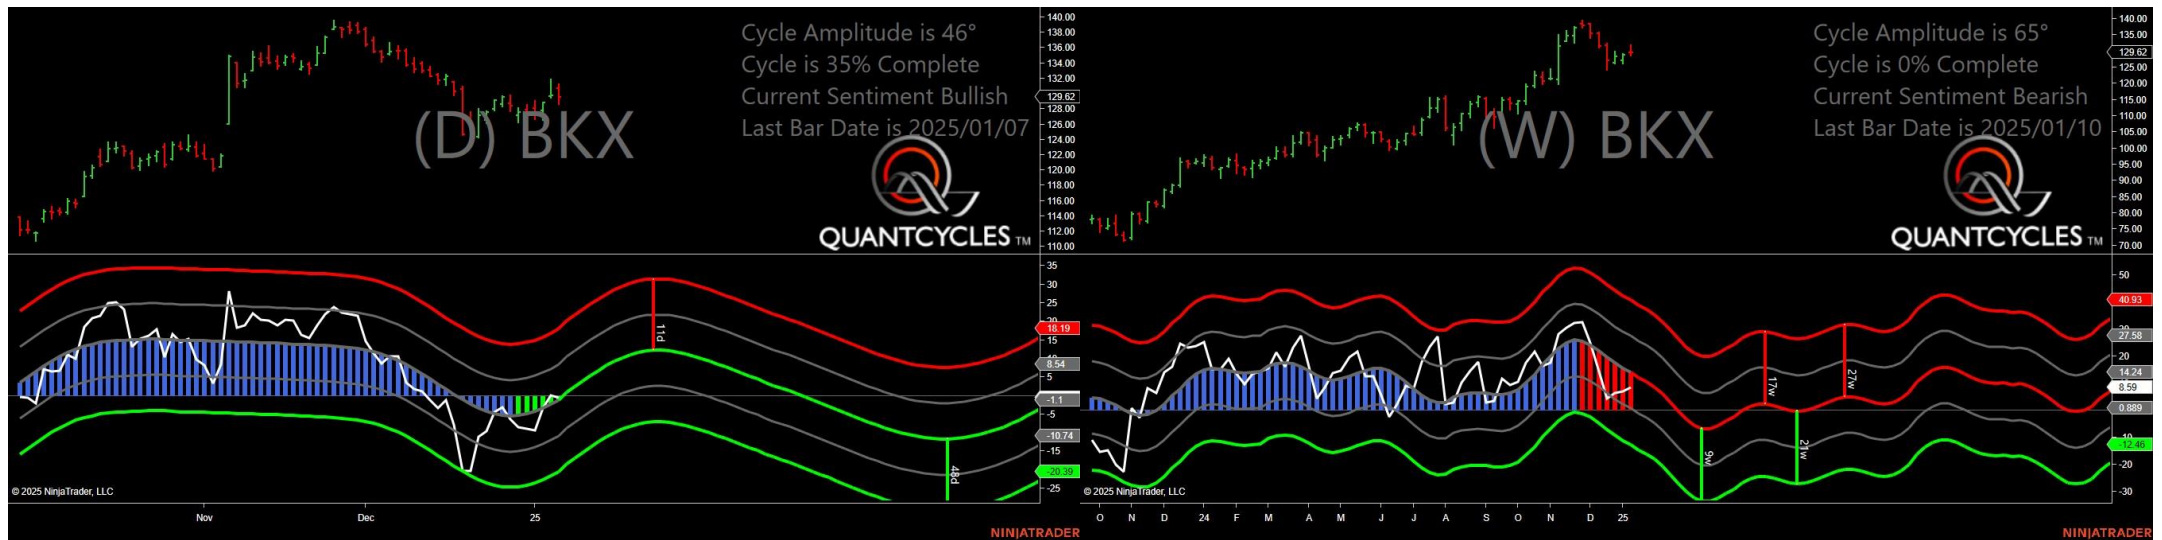 Cycle Amplitude is 46°
Cycle is 35% Complete
Current Sentiment Bullish
Last Bar Date is 2025/01/07
(D) BKX
QUANTCYCLES TM
140.00
138.00
136.00
134.00
132.00
129.62
128.00
126.00
124.00
122.00
120.00
118.00
116.00
114.00
112.00
110.00
35
30
25
18.19
15
8.54
5
-1.1
-5
-10.74
-15
-20.39
-25
11d
48d
© 2025 NinjaTrader, LLC
Nov
Dec
25
NINJATRADER
Cycle Amplitude is 65°
Cycle is 0% Complete
Current Sentiment Bearish
Last Bar Date is 2025/01/10
(W) BKX
QUANTCYCLES TM
140.00
135.00
129.62
125.00
120.00
115.00
110.00
105.00
100.00
95.00
90.00
85.00
80.00
75.00
70.00
50
40.93
27.58
20
14.24
8.59
0.889
-12.46
-20
-30
9w
17w
21w
27w
© 2025 NinjaTrader, LLC
O N D 24 F M A M J J A S O N D 25
NINJATRADER